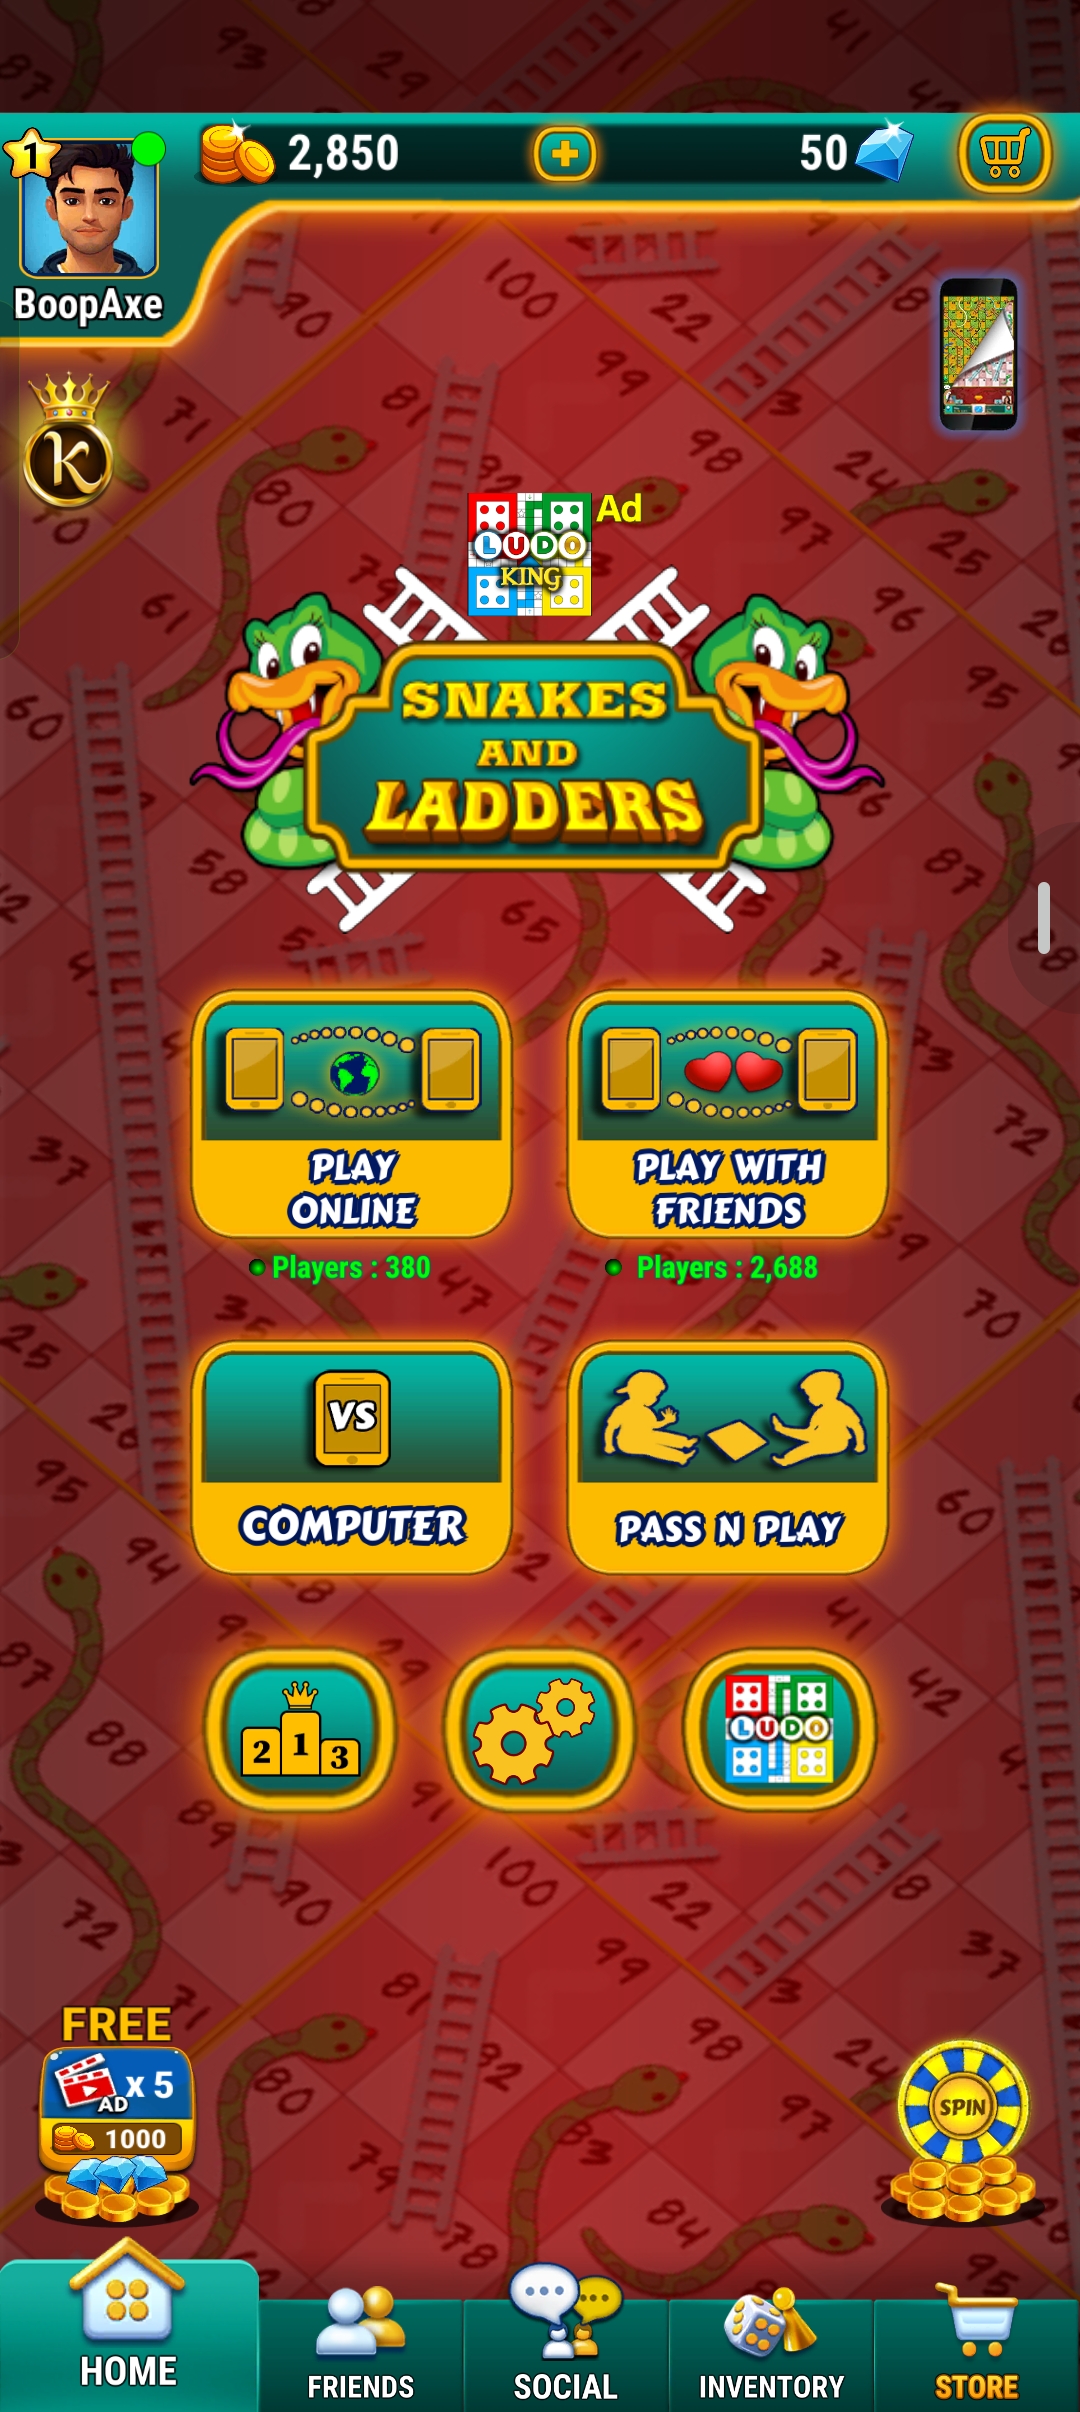 1
2,850
50
BoopAxe
K
Ad
LUDO
KING
SNAKES
AND
LADDERS
PLAY
ONLINE
PLAY WITH
FRIENDS
Players : 380
Players : 2,688
VS
COMPUTER
PASS N PLAY
2 1 3
LUDO
FREE
x 5
AD
1000
SPIN
HOME
FRIENDS
SOCIAL
INVENTORY
STORE